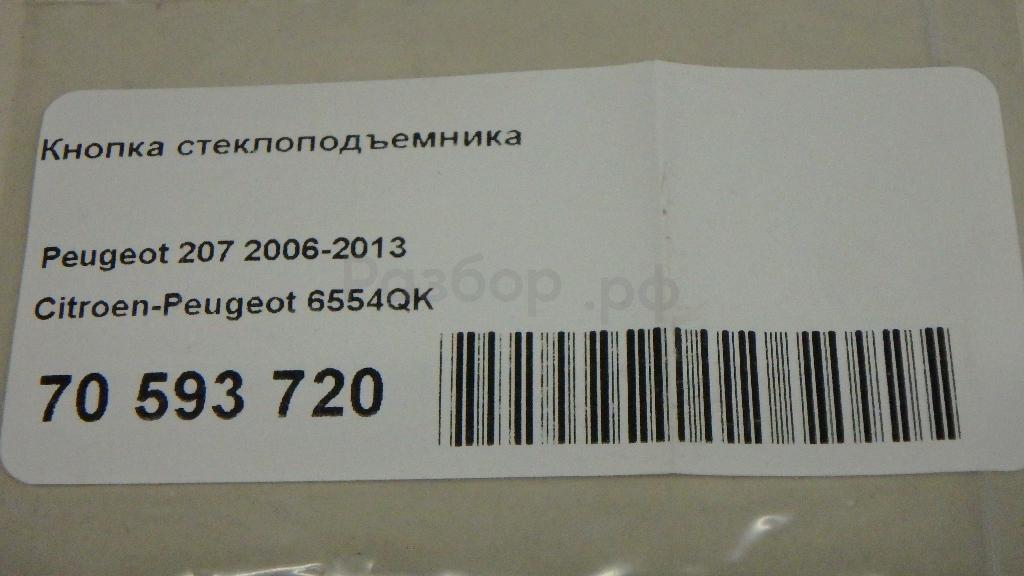 Кнопка стеклоподъемника
Peugeot 207 2006-2013
Разбор.рф
Citroen-Peugeot 6554QK
70 593 720